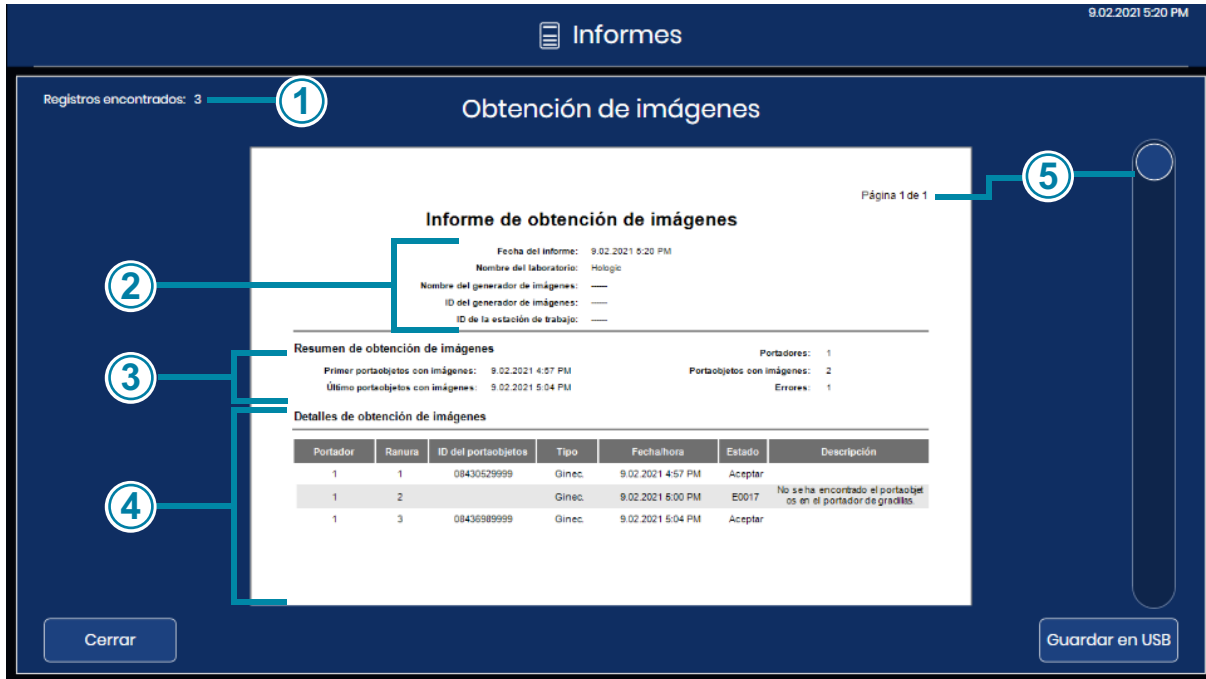 9.02.2021 5:20 PM
Informes
Registros encontrados: 3
1
Obtención de imágenes
5
Página 1 de 1
Informe de obtención de imágenes
2
Fecha del informe: 9.02.2021 5:20 PM
Nombre del laboratorio: Hologic
Nombre del generador de imágenes: -----
ID del generador de imágenes: -----
ID de la estación de trabajo: -----
3
Resumen de obtención de imágenes
Portadores: 1
Primer portaobjetos con imágenes: 9.02.2021 4:57 PM
Portaobjetos con imágenes: 2
Último portaobjetos con imágenes: 9.02.2021 5:04 PM
Errores: 1
4
Detalles de obtención de imágenes
Portador Ranura ID del portaobjetos Tipo Fecha/hora Estado Descripción
1 1 08430529999 Ginec. 9.02.2021 4:57 PM Aceptar
1 2 Ginec. 9.02.2021 5:00 PM E0017 No se ha encontrado el portaobjet
os en el portador de gradillas.
1 3 08436989999 Ginec. 9.02.2021 5:04 PM Aceptar
Cerrar
Guardar en USB